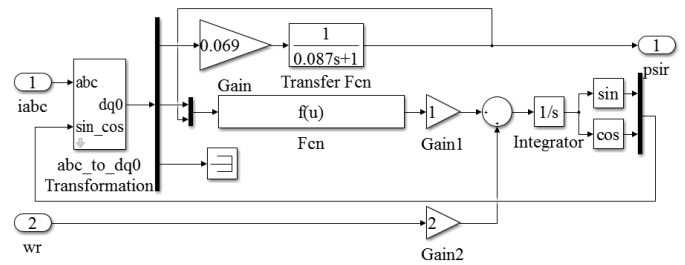 0.069
1
0.087s+1
1
1
abc
iabc
dq0
sin_cos
abc_to_dq0
Transformation
Gain
Transfer Fcn
psir
f(u)
Fcn
1
Gain1
+
+
1/s
Integrator
sin
cos
2
wr
2
Gain2